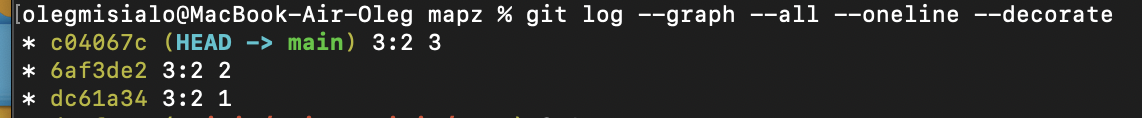 [olegmisialo@MacBook-Air-Oleg mapz % git log --graph --all --oneline --decorate
* c04067c (HEAD -> main) 3:2 3
* 6af3de2 3:2 2
* dc61a34 3:2 1